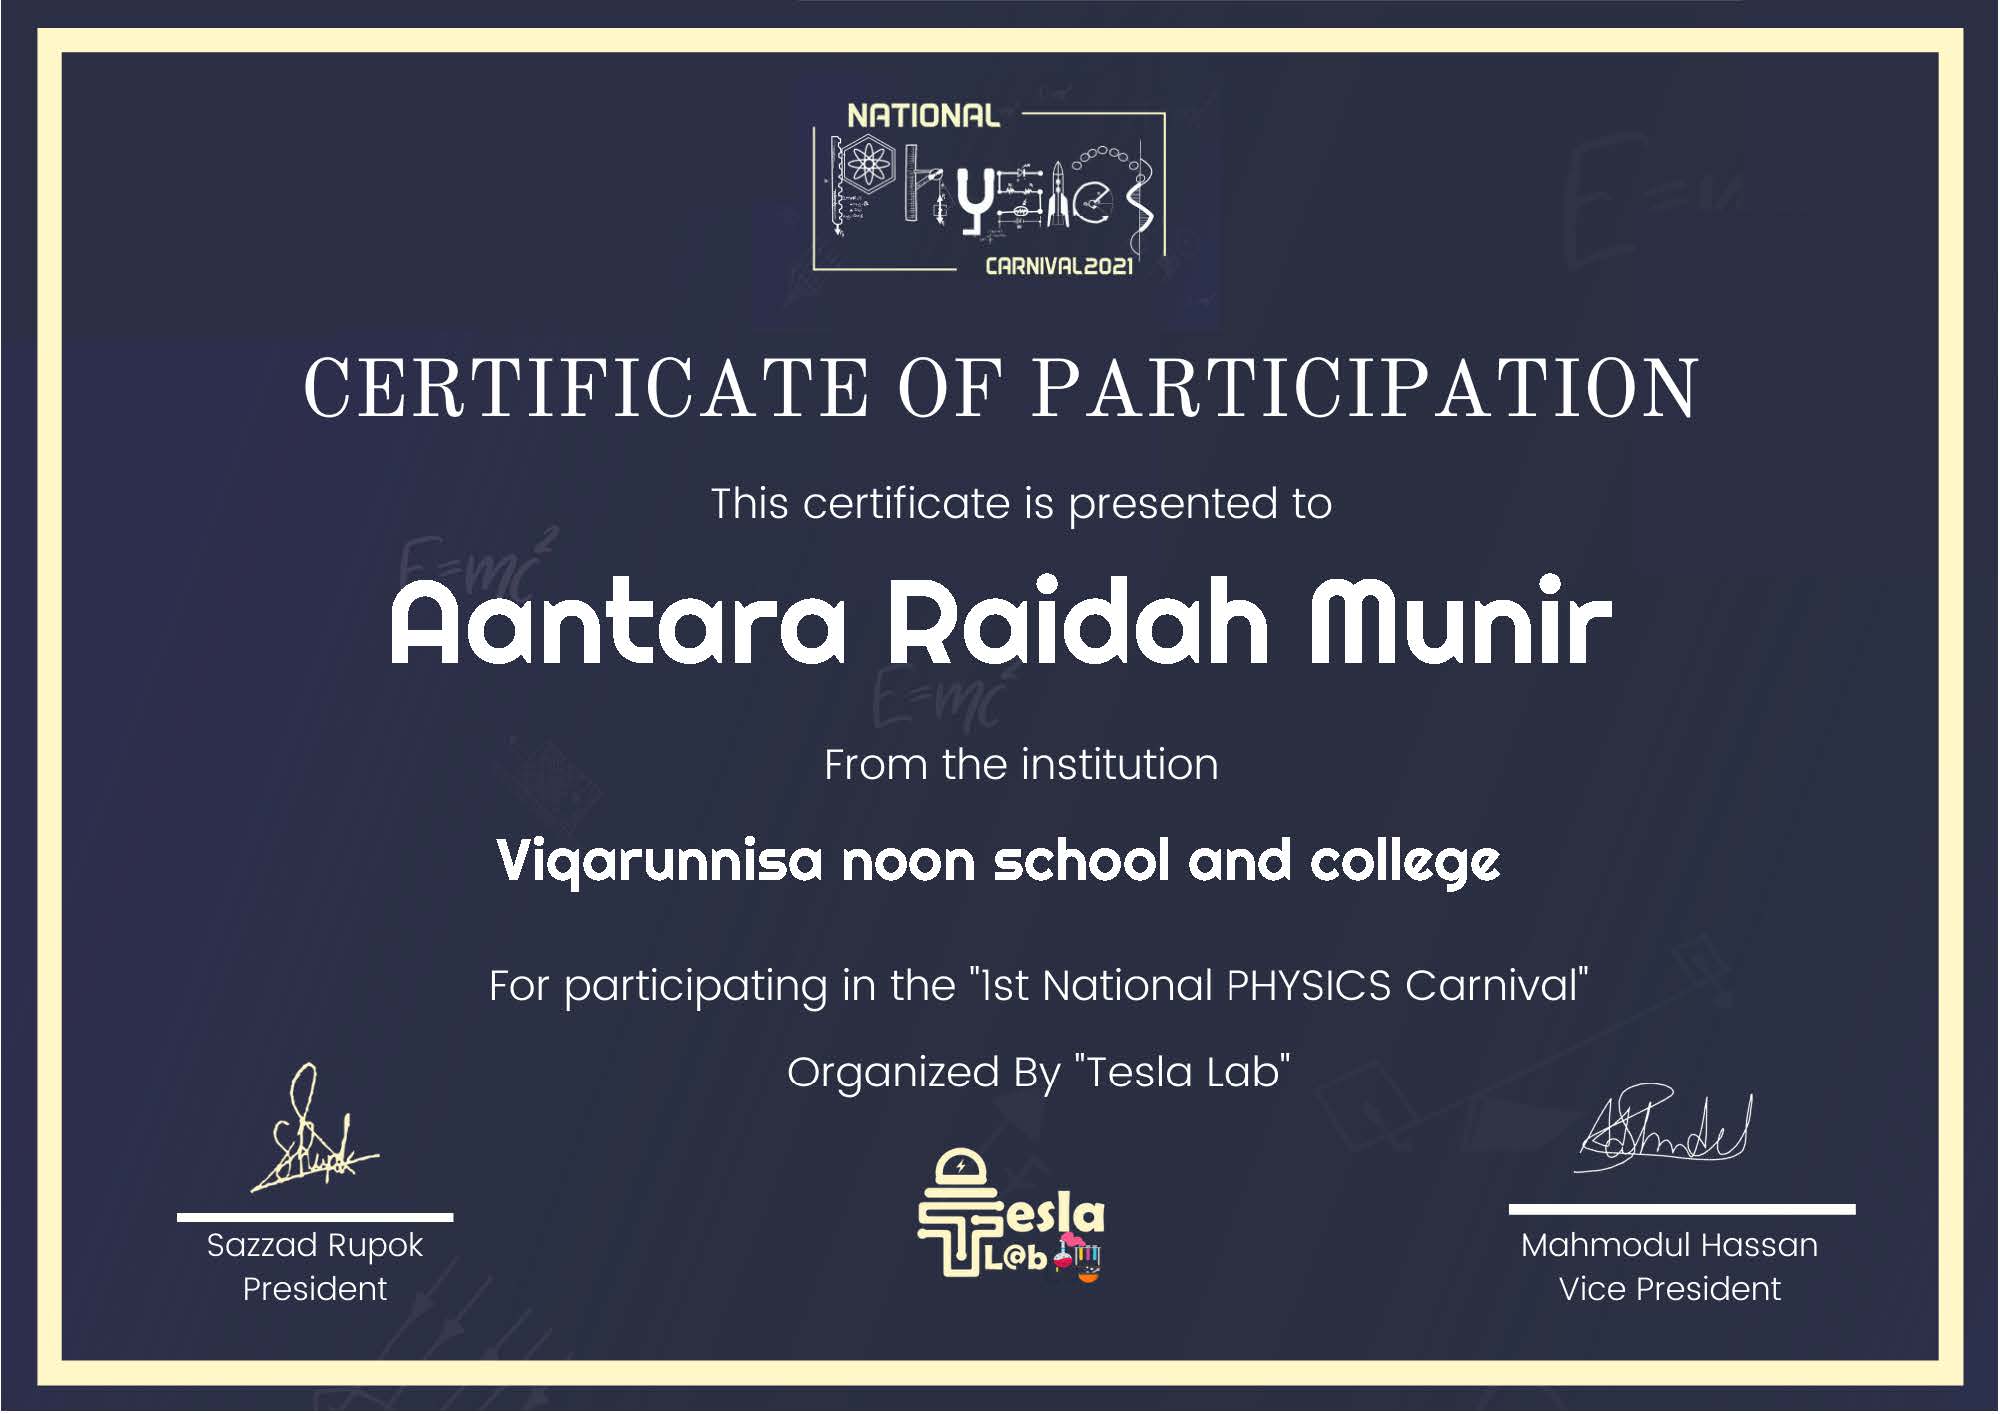 NATIONAL
Physics
CARNIVAL2021
CERTIFICATE OF PARTICIPATION
This certificate is presented to
E=mc²
Aantara Raidah Munir
E=mc²
From the institution
Viqarunnisa noon school and college
For participating in the "1st National PHYSICS Carnival"
Organized By "Tesla Lab"
Tesla
L@b
Sazzad Rupok
President
Mahmodul Hassan
Vice President